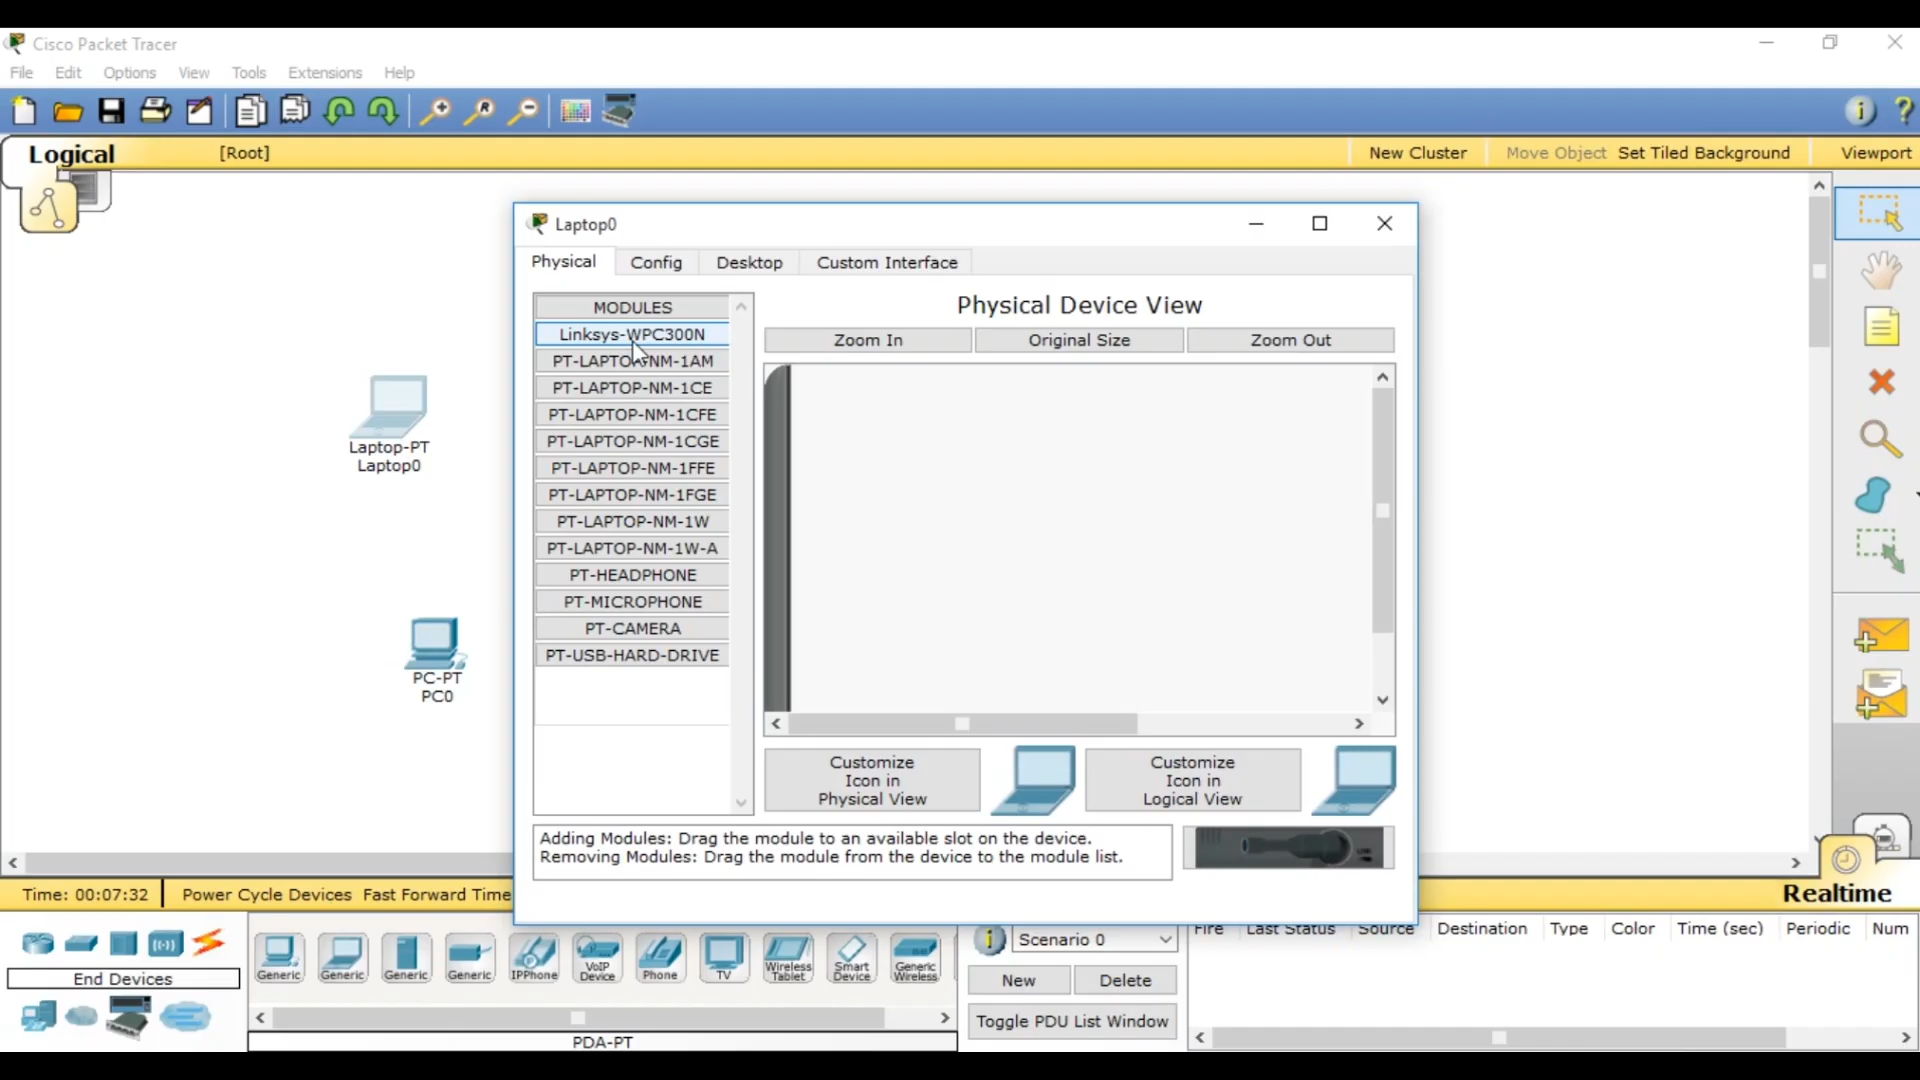 Cisco Packet Tracer
File Edit Options View Tools Extensions Help
Logical [Root] New Cluster Move Object Set Tiled Background Viewport
Laptop0
Physical Config Desktop Custom Interface
MODULES
Linksys-WPC300N
PT-LAPTOP-NM-1AM
PT-LAPTOP-NM-1CE
PT-LAPTOP-NM-1CFE
PT-LAPTOP-NM-1CGE
PT-LAPTOP-NM-1FFE
PT-LAPTOP-NM-1FGE
PT-LAPTOP-NM-1W
PT-LAPTOP-NM-1W-A
PT-HEADPHONE
PT-MICROPHONE
PT-CAMERA
PT-USB-HARD-DRIVE
Physical Device View
Zoom In Original Size Zoom Out
Customize
Icon in
Physical View
Customize
Icon in
Logical View
Adding Modules: Drag the module to an available slot on the device.
Removing Modules: Drag the module from the device to the module list.
Laptop-PT
Laptop0
PC-PT
PC0
Time: 00:07:32 Power Cycle Devices Fast Forward Time Realtime
End Devices
Generic Generic Generic Generic IPPhone VoIP Device Phone TV Wireless Tablet Smart Device Generic Wireless
PDA-PT
Scenario 0
New Delete
Toggle PDU List Window
Fire Last Status Source Destination Type Color Time (sec) Periodic Num